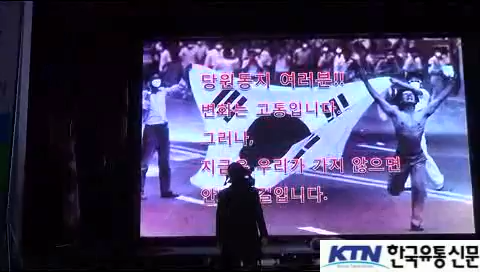 당원동지 여러분!!!
변화는 고통입니다.
그러나,
지금 우리가 가지 않으면
입니다.
KTN 한국유통신문